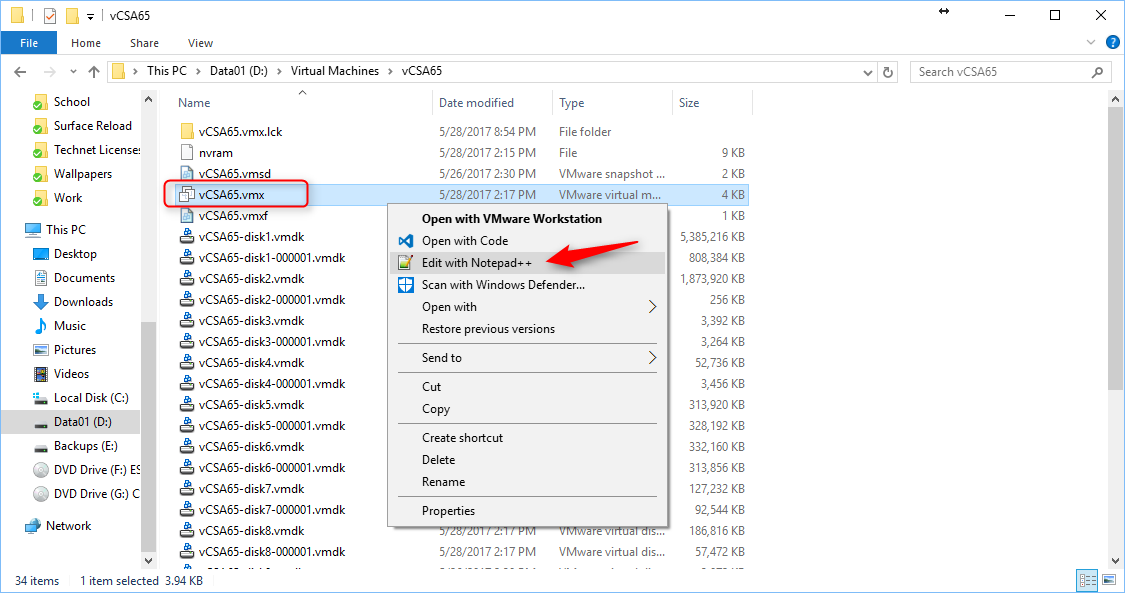 vCSA65
File Home Share View
This PC Data01 (D:) Virtual Machines vCSA65
Search vCSA65
School
Surface Reload
Technet Licenses
Wallpapers
Work
This PC
Desktop
Documents
Downloads
Music
Pictures
Videos
Local Disk (C:)
Data01 (D:)
Backups (E:)
DVD Drive (F:) ES
DVD Drive (G:) C
Network
Name Date modified Type Size
vCSA65.vmx.lck 5/28/2017 8:54 PM File folder
nvram 5/28/2017 2:15 PM File 9 KB
vCSA65.vmsd 5/26/2017 2:30 PM VMware snapshot ... 2 KB
vCSA65.vmx 5/28/2017 2:17 PM VMware virtual m... 4 KB
vCSA65.vmxf 1 KB
vCSA65-disk1.vmdk 5,385,216 KB
vCSA65-disk1-000001.vmdk 808,384 KB
vCSA65-disk2.vmdk 1,873,920 KB
vCSA65-disk2-000001.vmdk 256 KB
vCSA65-disk3.vmdk 3,392 KB
vCSA65-disk3-000001.vmdk 3,264 KB
vCSA65-disk4.vmdk 52,736 KB
vCSA65-disk4-000001.vmdk 3,456 KB
vCSA65-disk5.vmdk 313,920 KB
vCSA65-disk5-000001.vmdk 328,192 KB
vCSA65-disk6.vmdk 332,160 KB
vCSA65-disk6-000001.vmdk 313,856 KB
vCSA65-disk7.vmdk 127,232 KB
vCSA65-disk7-000001.vmdk 92,544 KB
vCSA65-disk8.vmdk 5/28/2017 2:17 PM VMware virtual dis... 186,816 KB
vCSA65-disk8-000001.vmdk 5/28/2017 2:17 PM VMware virtual dis... 57,472 KB
Open with VMware Workstation
Open with Code
Edit with Notepad++
Scan with Windows Defender...
Open with
Restore previous versions
Send to
Cut
Copy
Create shortcut
Delete
Rename
Properties
34 items 1 item selected 3.94 KB